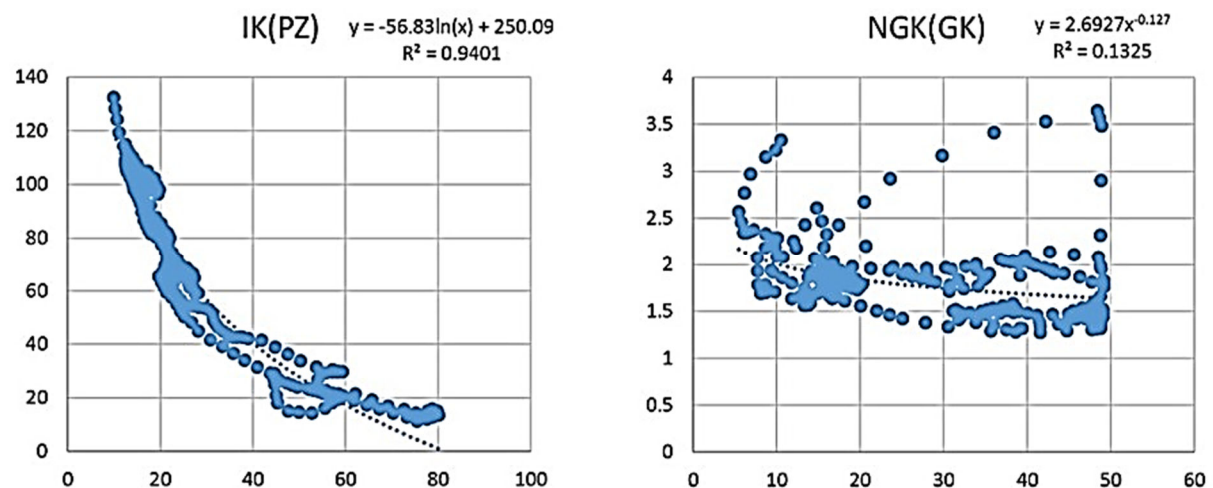 IK(PZ)
y = -56.83ln(x) + 250.09
R² = 0.9401
140
120
100
80
60
40
20
0
0 20 40 60 80 100
NGK(GK)
y = 2.6927x⁻⁰·¹²⁷
R² = 0.1325
4
3.5
3
2.5
2
1.5
1
0.5
0
0 10 20 30 40 50 60